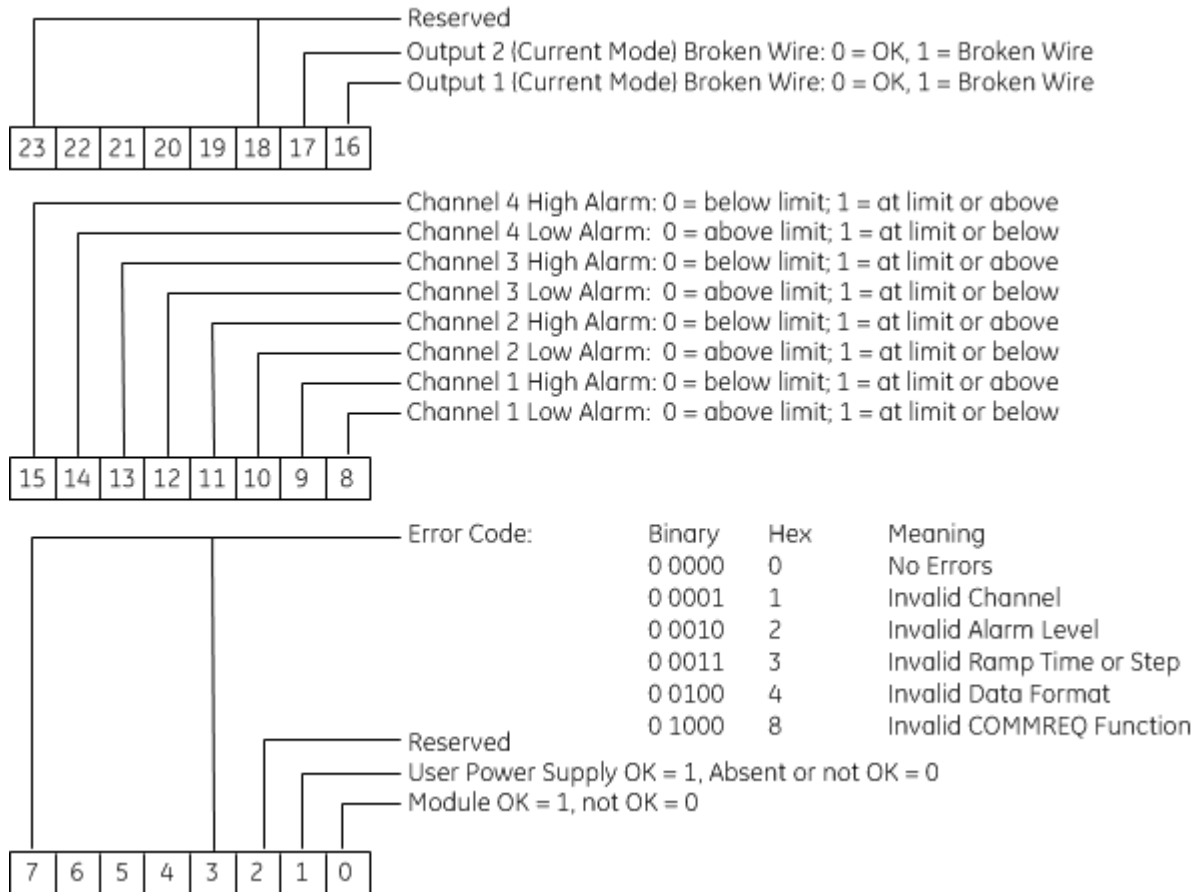 Reserved
Output 2 (Current Mode) Broken Wire: 0 = OK, 1 = Broken Wire
Output 1 (Current Mode) Broken Wire: 0 = OK, 1 = Broken Wire
23 22 21 20 19 18 17 16
Channel 4 High Alarm: 0 = below limit; 1 = at limit or above
Channel 4 Low Alarm: 0 = above limit; 1 = at limit or below
Channel 3 High Alarm: 0 = below limit; 1 = at limit or above
Channel 3 Low Alarm: 0 = above limit; 1 = at limit or below
Channel 2 High Alarm: 0 = below limit; 1 = at limit or above
Channel 2 Low Alarm: 0 = above limit; 1 = at limit or below
Channel 1 High Alarm: 0 = below limit; 1 = at limit or above
Channel 1 Low Alarm: 0 = above limit; 1 = at limit or below
15 14 13 12 11 10 9 8
Error Code: Binary Hex Meaning
0 0000 0 No Errors
0 0001 1 Invalid Channel
0 0010 2 Invalid Alarm Level
0 0011 3 Invalid Ramp Time or Step
0 0100 4 Invalid Data Format
0 1000 8 Invalid COMMREQ Function
Reserved
User Power Supply OK = 1, Absent or not OK = 0
Module OK = 1, not OK = 0
7 6 5 4 3 2 1 0